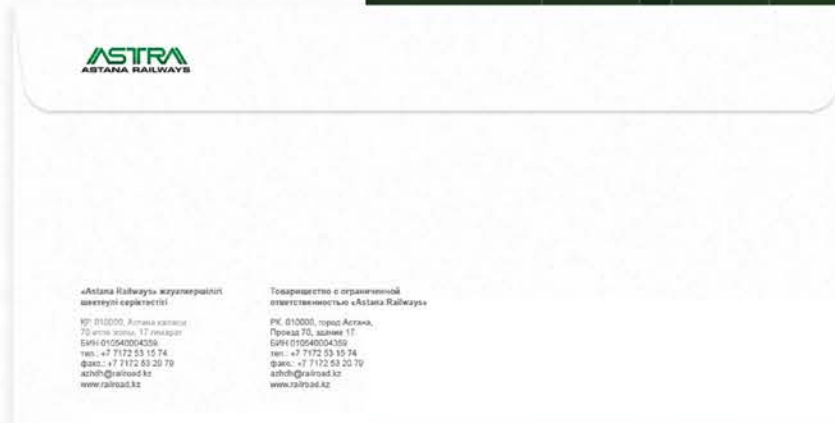 ASTRA
ASTANA RAILWAYS
«Astana Railways» жауапкершілігі
шектеулі серіктестігі
ҚР, 010000, Астана қаласы
70 өтпе жолы, 17 ғимарат
БИН 010540004359
тел.: +7 7172 53 15 74
факс.: +7 7172 53 20 79
azhdh@railroad.kz
www.railroad.kz
Товарищество с ограниченной
ответственностью «Astana Railways»
РК, 010000, город Астана,
Проезд 70, здание 17
БИН 010540004359
тел.: +7 7172 53 15 74
факс.: +7 7172 53 20 79
azhdh@railroad.kz
www.railroad.kz